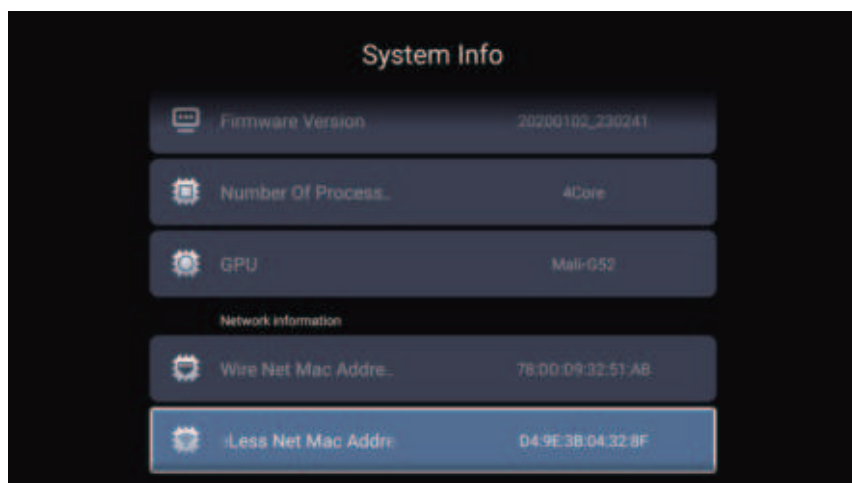 System Info
Firmware Version 20200102_230241
Number Of Process.. 4Core
GPU Mali-G52
Network information
Wire Net Mac Addre.. 78:D0:09:32:51:AB
Less Net Mac Addre D4:9E:3B:04:32:8F